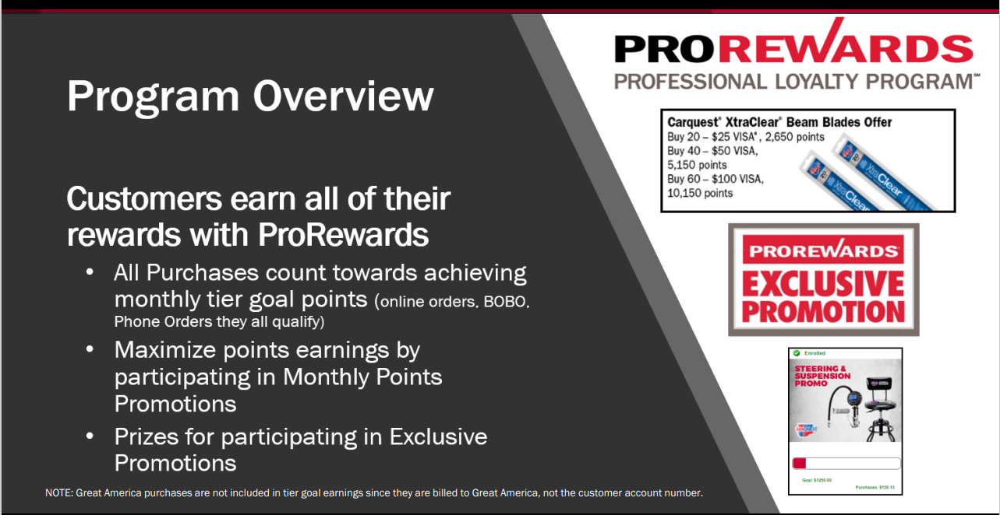 Program Overview
Customers earn all of their
rewards with ProRewards
• All Purchases count towards achieving
monthly tier goal points (online orders, BOBO,
Phone Orders they all qualify)
• Maximize points earnings by
participating in Monthly Points
Promotions
• Prizes for participating in Exclusive
Promotions
NOTE: Great America purchases are not included in tier goal earnings since they are billed to Great America, not the customer account number.
PROREWARDS
PROFESSIONAL LOYALTY PROGRAM℠
Carquest® XtraClear® Beam Blades Offer
Buy 20 – $25 VISA®, 2,650 points
Buy 40 – $50 VISA,
5,150 points
Buy 60 – $100 VISA,
10,150 points
20 XtraClear
20 XtraClear
PROREWARDS
EXCLUSIVE
PROMOTION
Enrolled
STEERING &
SUSPENSION
PROMO
CARQUEST
Goal: $1250.00
Purchases: $150.13